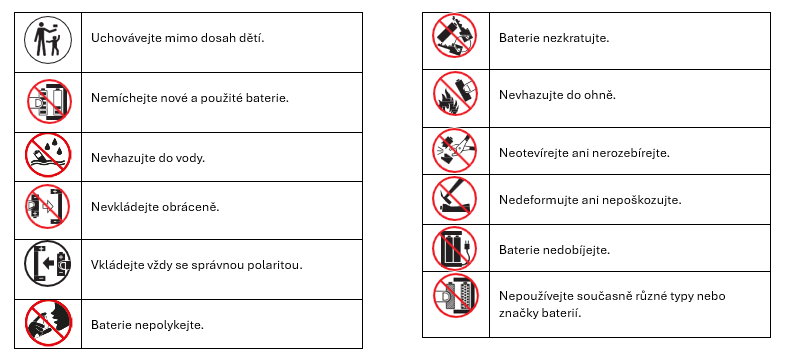 Uchovávejte mimo dosah dětí.
Nemíchejte nové a použité baterie.
Nevhazujte do vody.
Nevkládejte obráceně.
Vkládejte vždy se správnou polaritou.
Baterie nepolykejte.
Baterie nezkratujte.
Nevhazujte do ohně.
Neotevírejte ani nerozebírejte.
Nedeformujte ani nepoškozujte.
Baterie nedobíjejte.
Nepoužívejte současně různé typy nebo
značky baterií.